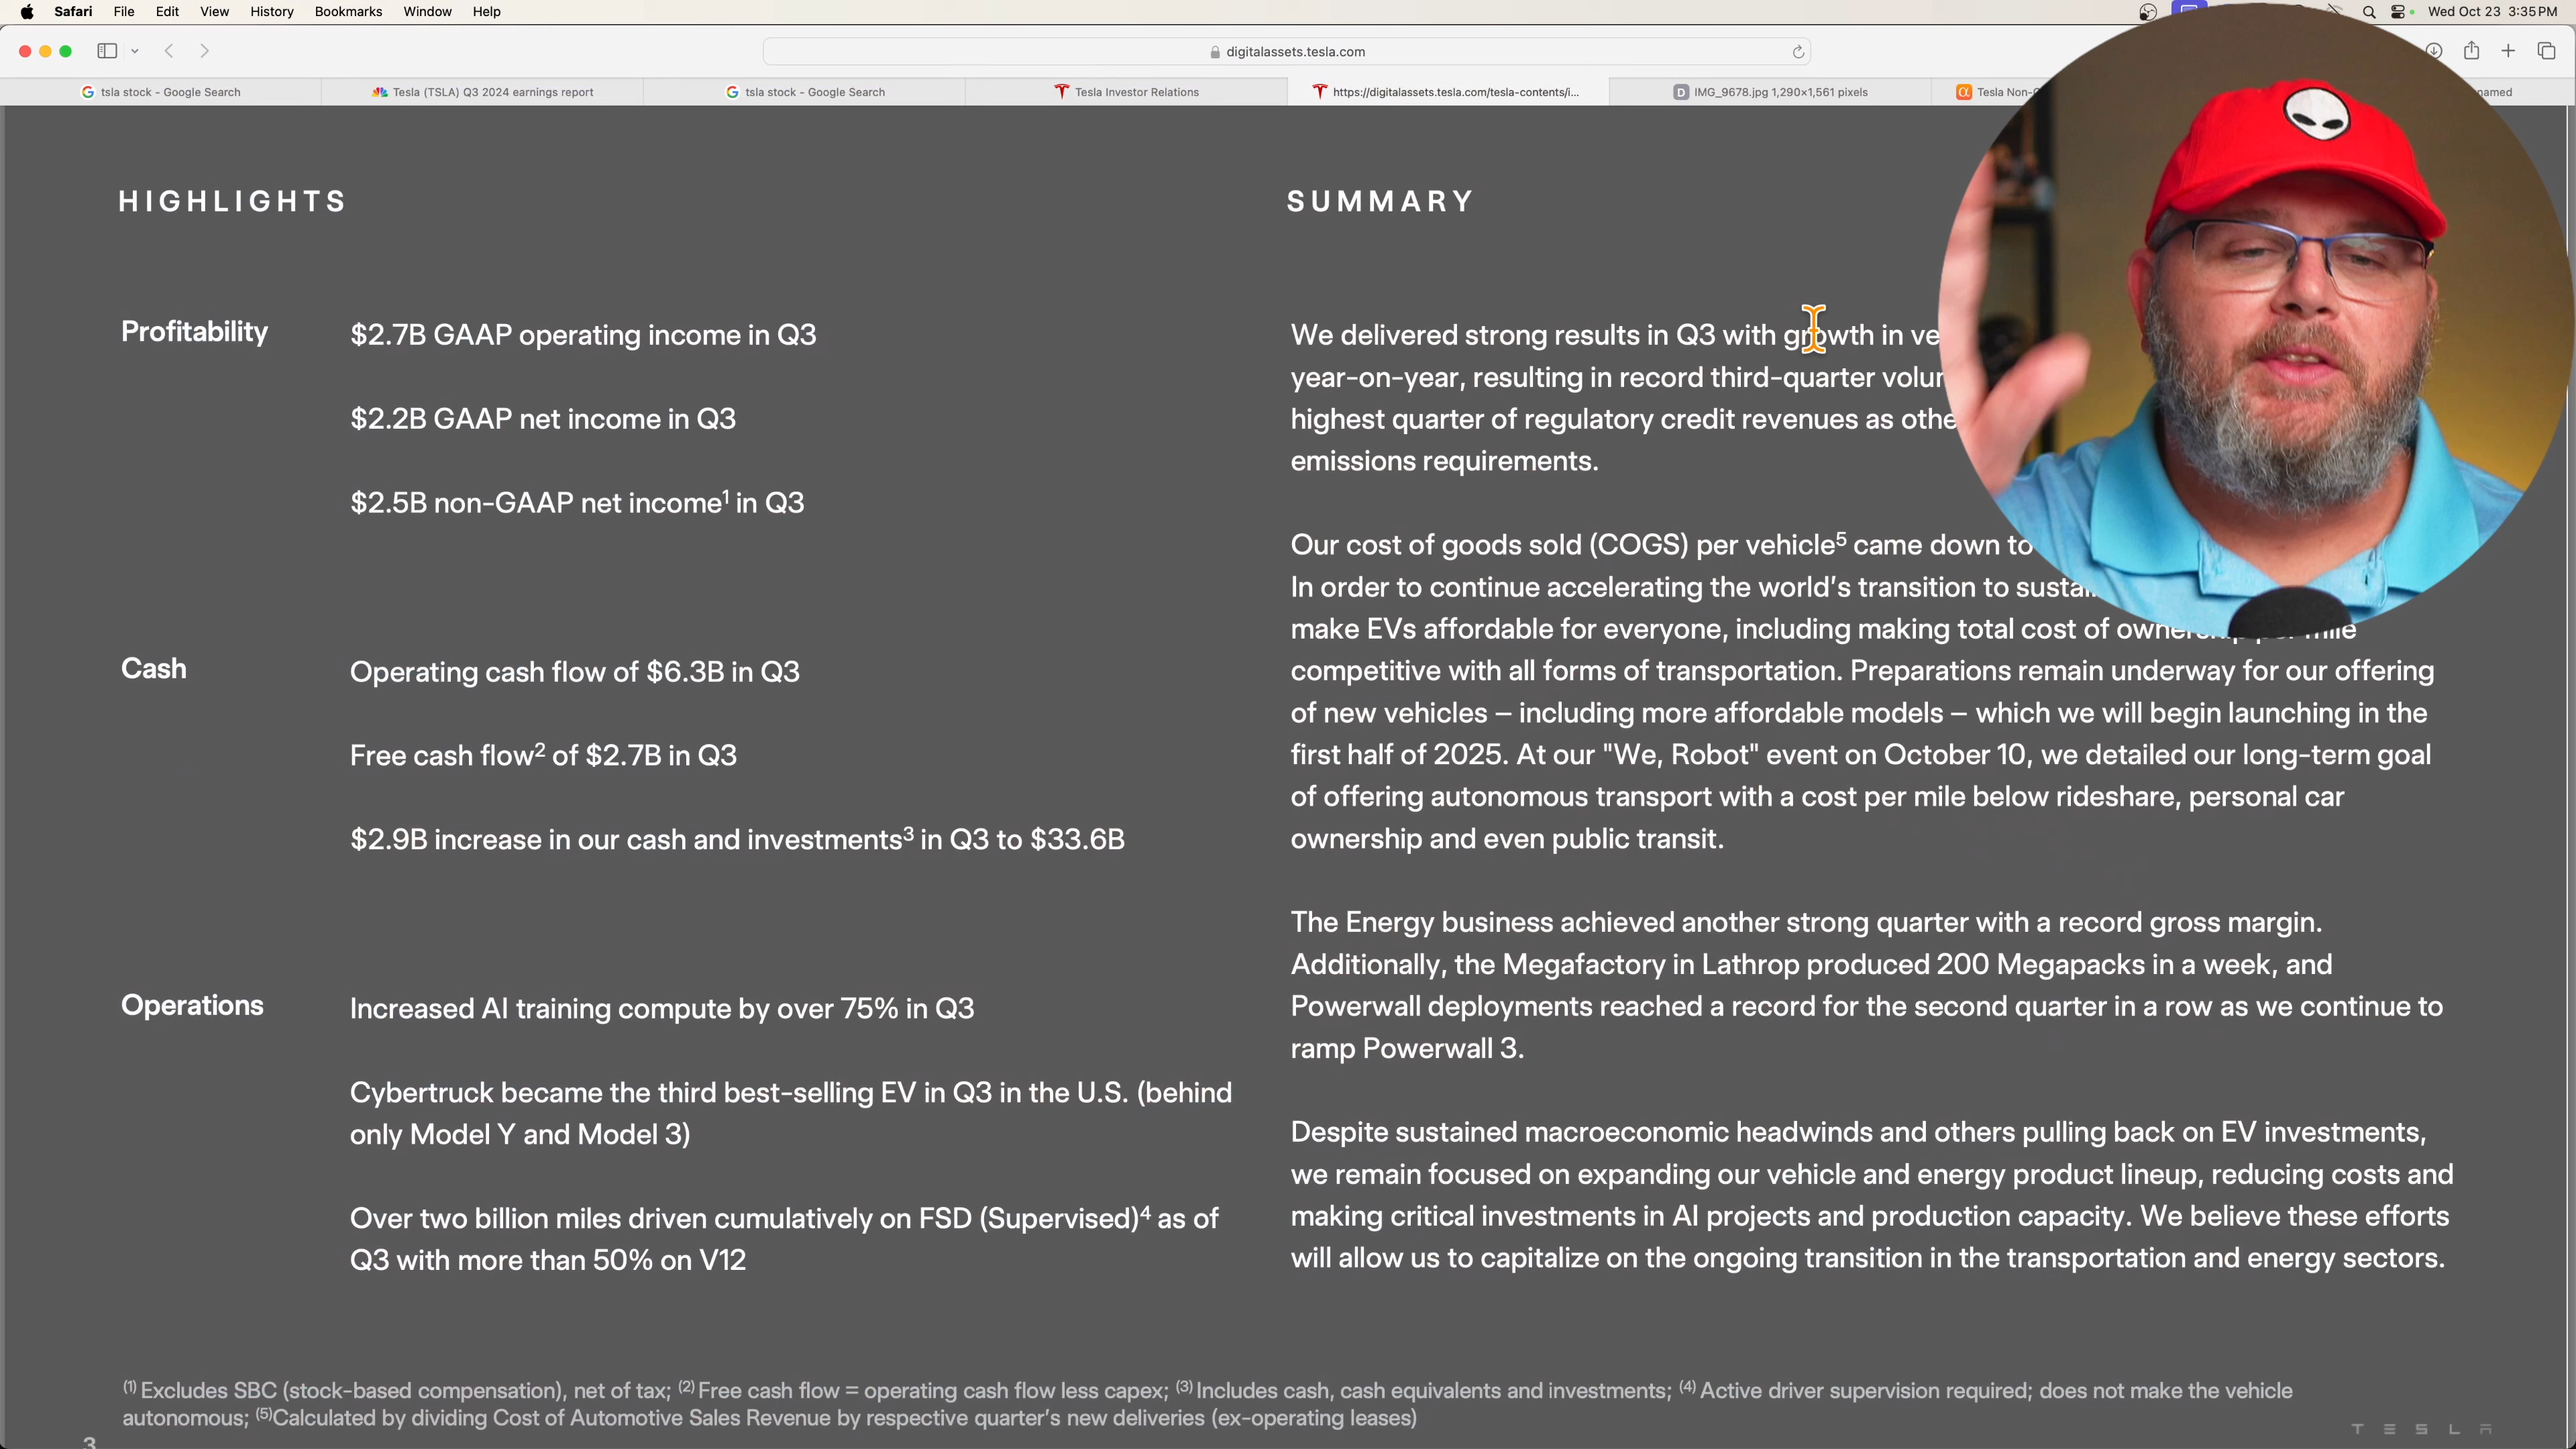 Safari File Edit View History Bookmarks Window Help
Wed Oct 23 3:35 PM
digitalassets.tesla.com
tsla stock - Google Search
Tesla (TSLA) Q3 2024 earnings report
tsla stock - Google Search
Tesla Investor Relations
https://digitalassets.tesla.com/tesla-contents/i...
IMG_9678.jpg 1,290×1,561 pixels
Tesla
HIGHLIGHTS
Profitability
$2.7B GAAP operating income in Q3
$2.2B GAAP net income in Q3
$2.5B non-GAAP net income¹ in Q3
Cash
Operating cash flow of $6.3B in Q3
Free cash flow² of $2.7B in Q3
$2.9B increase in our cash and investments³ in Q3 to $33.6B
Operations
Increased AI training compute by over 75% in Q3
Cybertruck became the third best-selling EV in Q3 in the U.S. (behind
only Model Y and Model 3)
Over two billion miles driven cumulatively on FSD (Supervised)⁴ as of
Q3 with more than 50% on V12
SUMMARY
We delivered strong results in Q3 with growth in
year-on-year, resulting in record third-quarter
highest quarter of regulatory credit revenues as
emissions requirements.
Our cost of goods sold (COGS) per vehicle⁵ came down to
In order to continue accelerating the world's transition to
make EVs affordable for everyone, including making total cost of
competitive with all forms of transportation. Preparations remain underway for our offering
of new vehicles – including more affordable models – which we will begin launching in the
first half of 2025. At our "We, Robot" event on October 10, we detailed our long-term goal
of offering autonomous transport with a cost per mile below rideshare, personal car
ownership and even public transit.
The Energy business achieved another strong quarter with a record gross margin.
Additionally, the Megafactory in Lathrop produced 200 Megapacks in a week, and
Powerwall deployments reached a record for the second quarter in a row as we continue to
ramp Powerwall 3.
Despite sustained macroeconomic headwinds and others pulling back on EV investments,
we remain focused on expanding our vehicle and energy product lineup, reducing costs and
making critical investments in AI projects and production capacity. We believe these efforts
will allow us to capitalize on the ongoing transition in the transportation and energy sectors.
(1) Excludes SBC (stock-based compensation), net of tax; (2) Free cash flow = operating cash flow less capex; (3) Includes cash, cash equivalents and investments; (4) Active driver supervision required; does not make the vehicle
autonomous; (5)Calculated by dividing Cost of Automotive Sales Revenue by respective quarter's new deliveries (ex-operating leases)
3
TESLA